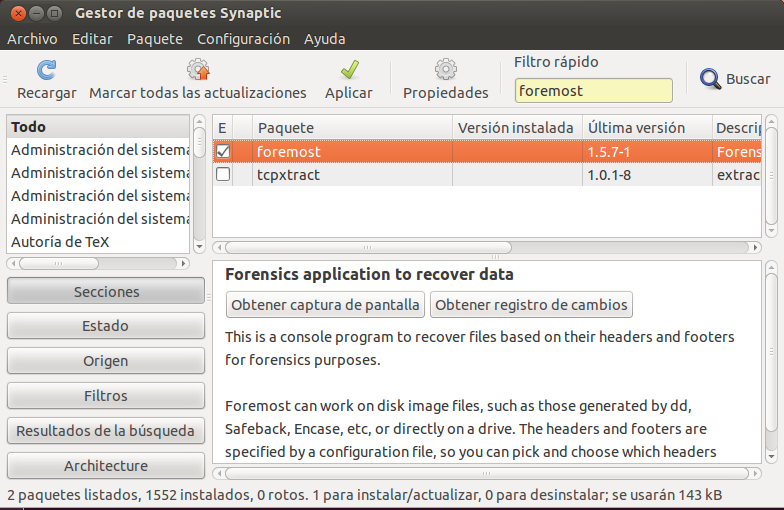 Gestor de paquetes Synaptic
Archivo Editar Paquete Configuración Ayuda
Recargar Marcar todas las actualizaciones Aplicar Propiedades
Filtro rápido
foremost
Buscar
Todo
Administración del sistema
Administración del sistema
Administración del sistema
Administración del sistema
Autoría de TeX
Secciones
Estado
Origen
Filtros
Resultados de la búsqueda
Architecture
E Paquete Versión instalada Última versión Descrip
foremost 1.5.7-1 Forens
tcpxtract 1.0.1-8 extrac
Forensics application to recover data
Obtener captura de pantalla Obtener registro de cambios
This is a console program to recover files based on their headers and footers
for forensics purposes.
Foremost can work on disk image files, such as those generated by dd,
Safeback, Encase, etc, or directly on a drive. The headers and footers are
specified by a configuration file, so you can pick and choose which headers
2 paquetes listados, 1552 instalados, 0 rotos. 1 para instalar/actualizar, 0 para desinstalar; se usarán 143 kB